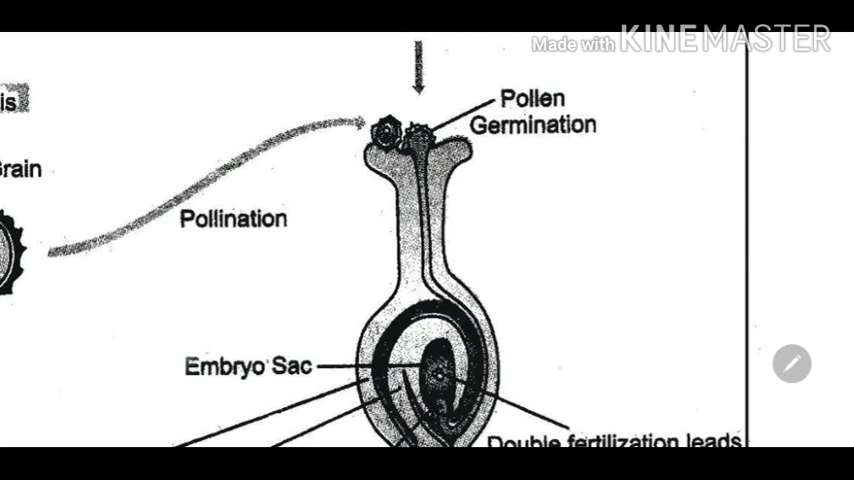 Made with KINEMASTER
is
Pollen
Germination
Grain
Pollination
Embryo Sac
Double fertilization leads